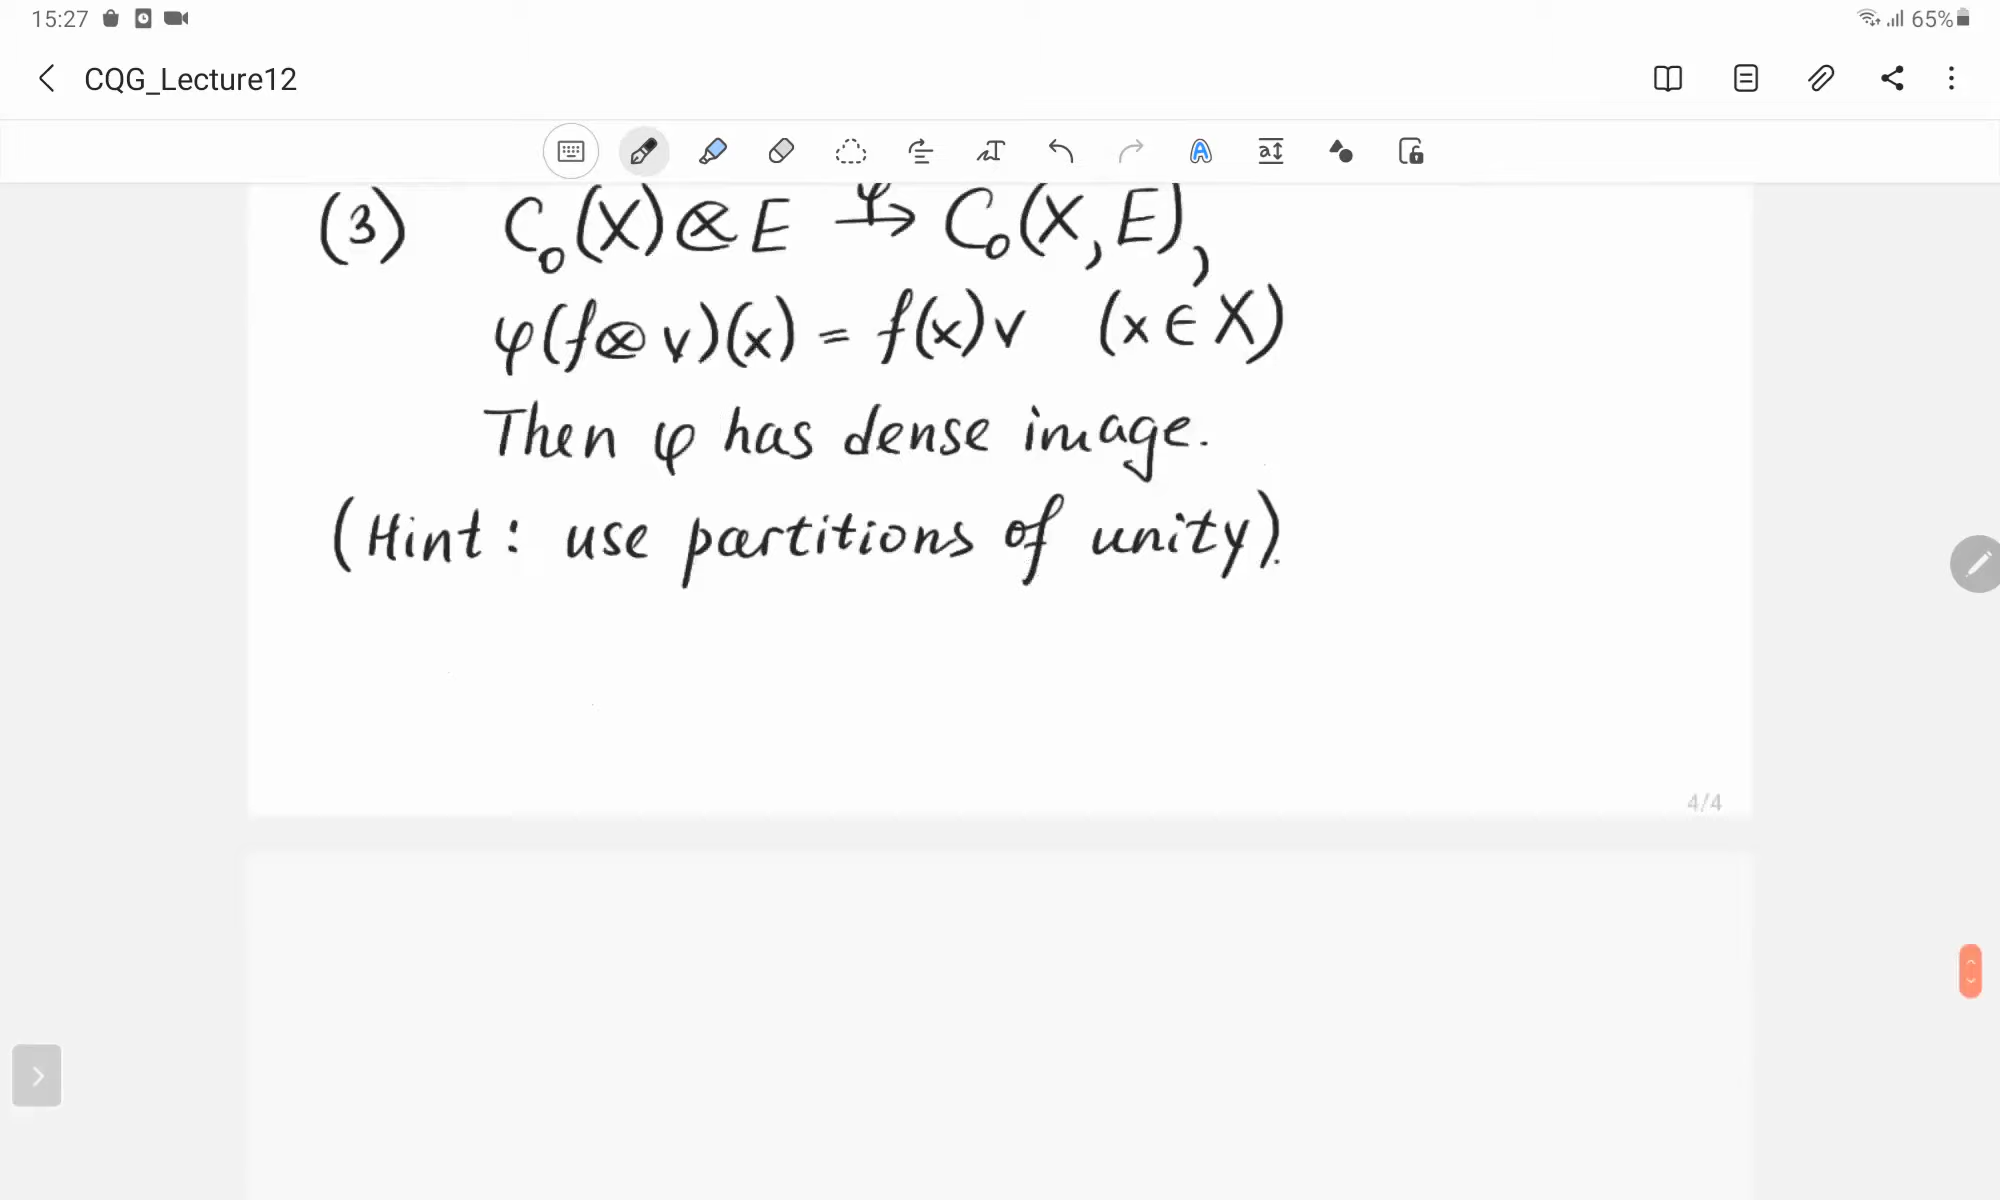 15:27
65%
CQG_Lecture12
(3) C₀(X) ⊗ E →^φ C₀(X, E),
φ(f⊗v)(x) = f(x)v (x ∈ X)
Then φ has dense image.
(Hint: use partitions of unity).
4/4